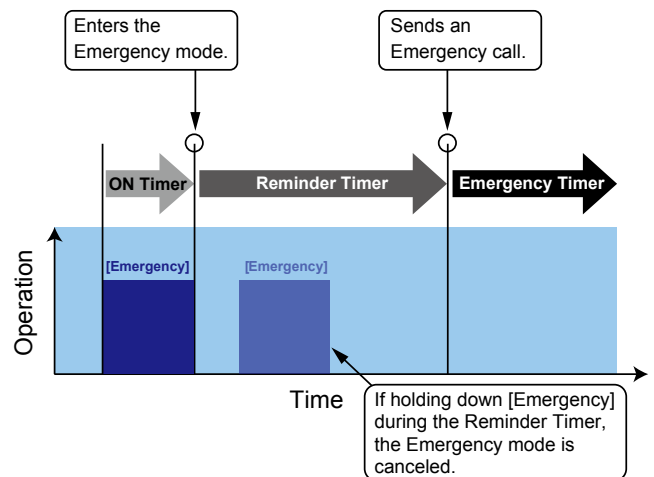 Enters the
Emergency mode.
Sends an
Emergency call.
ON Timer
Reminder Timer
Emergency Timer
[Emergency]
[Emergency]
Operation
Time
If holding down [Emergency]
during the Reminder Timer,
the Emergency mode is
canceled.